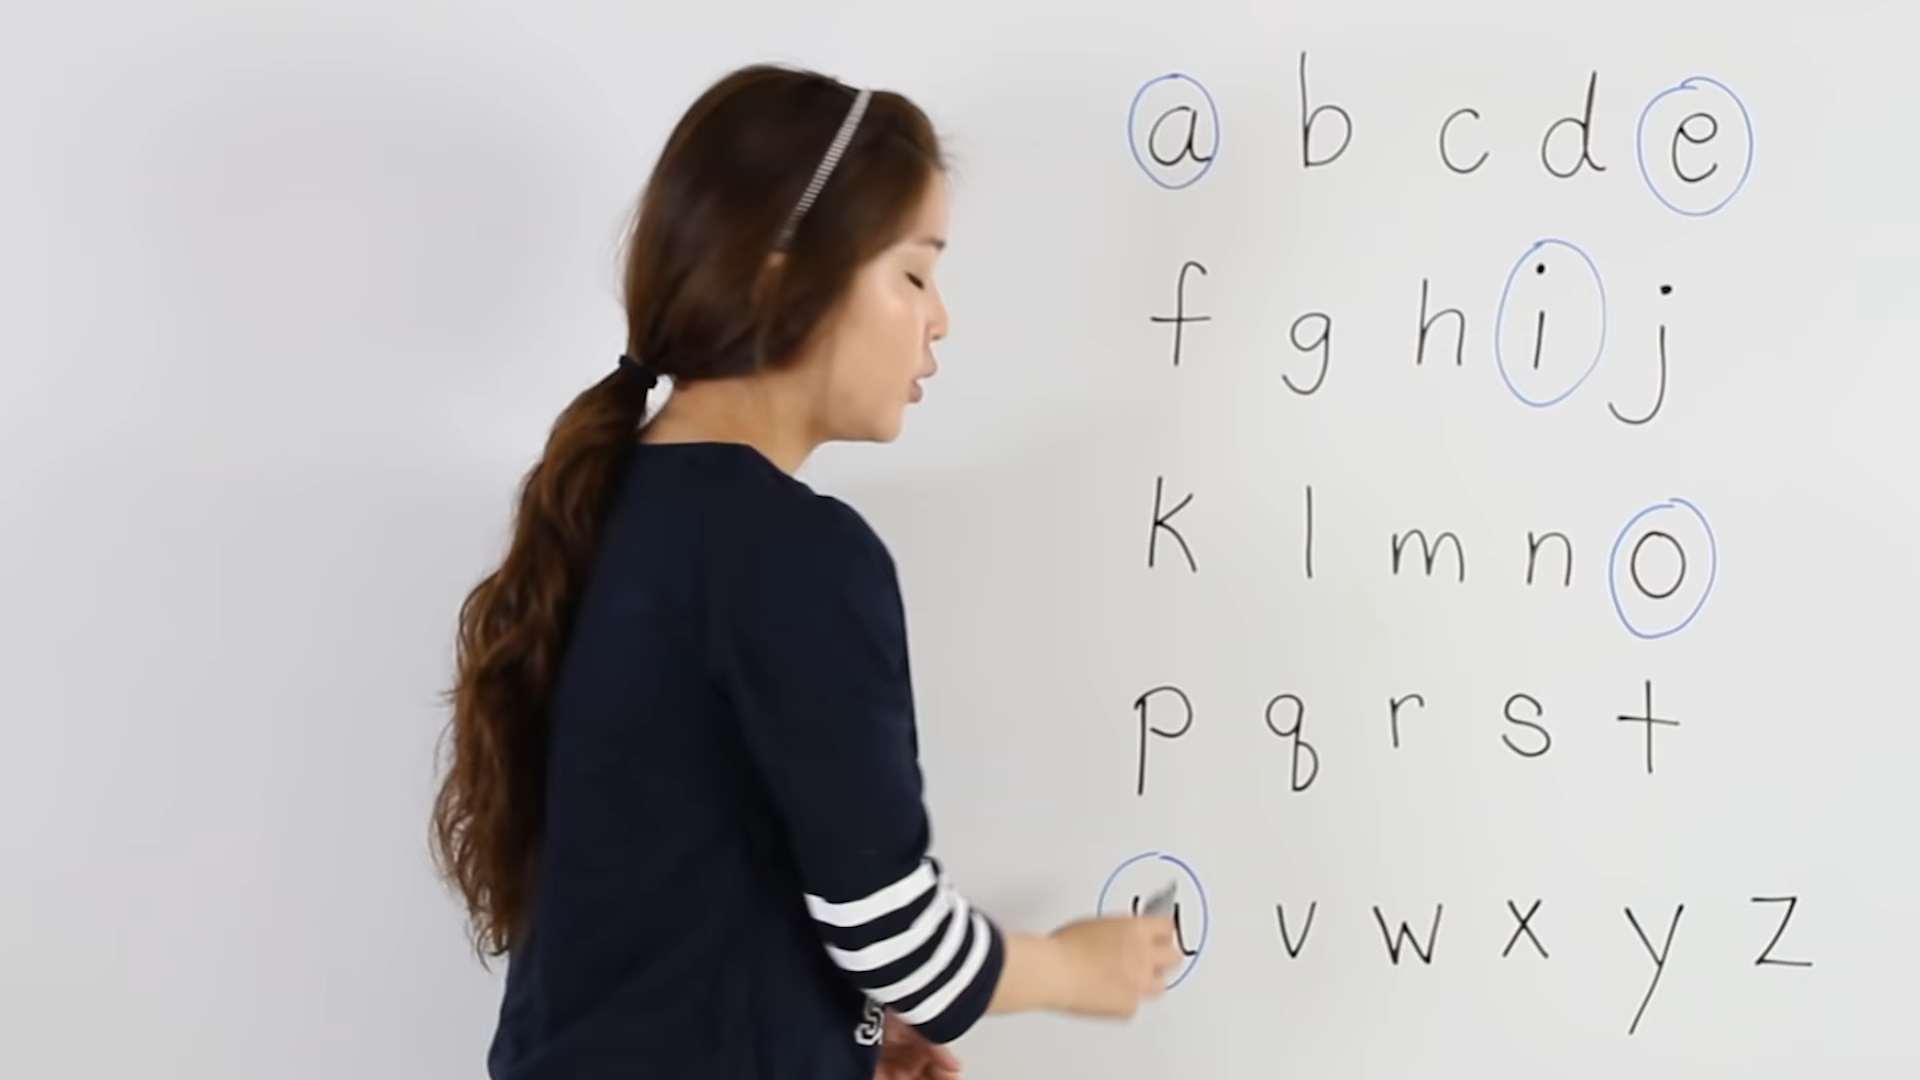 a b c d e
f g h i j
k l m n o
p q r s t
u v w x y z